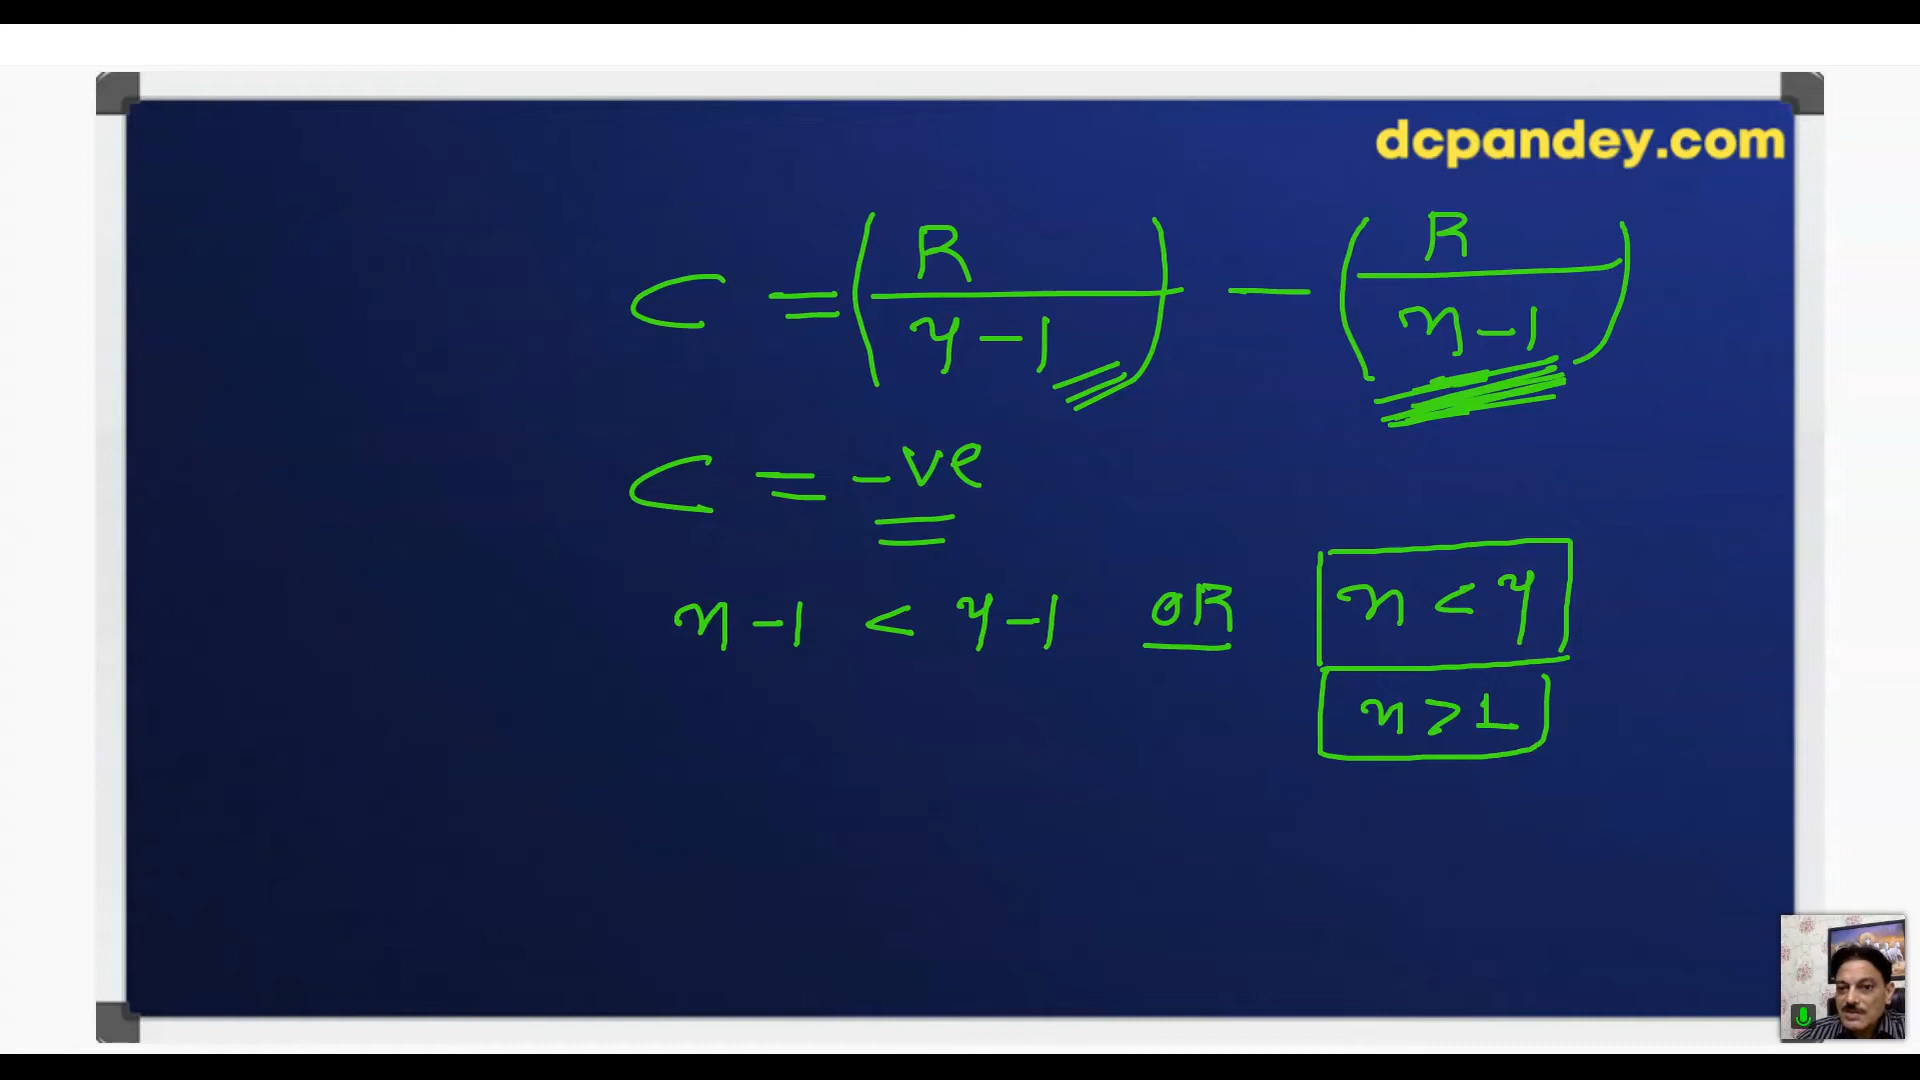 dcpandey.com
C = (R / γ - 1) - (R / n - 1)
C = -ve
n - 1 < γ - 1 OR n < γ
n > 1